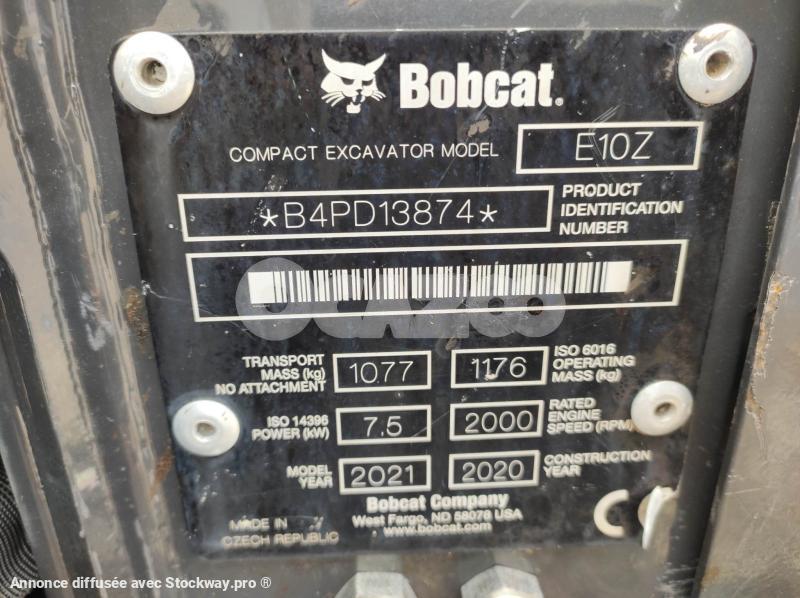 Bobcat®
COMPACT EXCAVATOR MODEL E10Z
*B4PD13874*
PRODUCT
IDENTIFICATION
NUMBER
OCAZOO
TRANSPORT
MASS (kg)
NO ATTACHMENT
1077
1176
ISO 6016
OPERATING
MASS (kg)
ISO 14396
POWER (kW)
7.5
2000
RATED
ENGINE
SPEED (RPM)
MODEL
YEAR
2021
2020
CONSTRUCTION
YEAR
Bobcat Company
West Fargo, ND 58078 USA
www.bobcat.com
MADE IN
CZECH REPUBLIC
CE
Annonce diffusée avec Stockway.pro ®